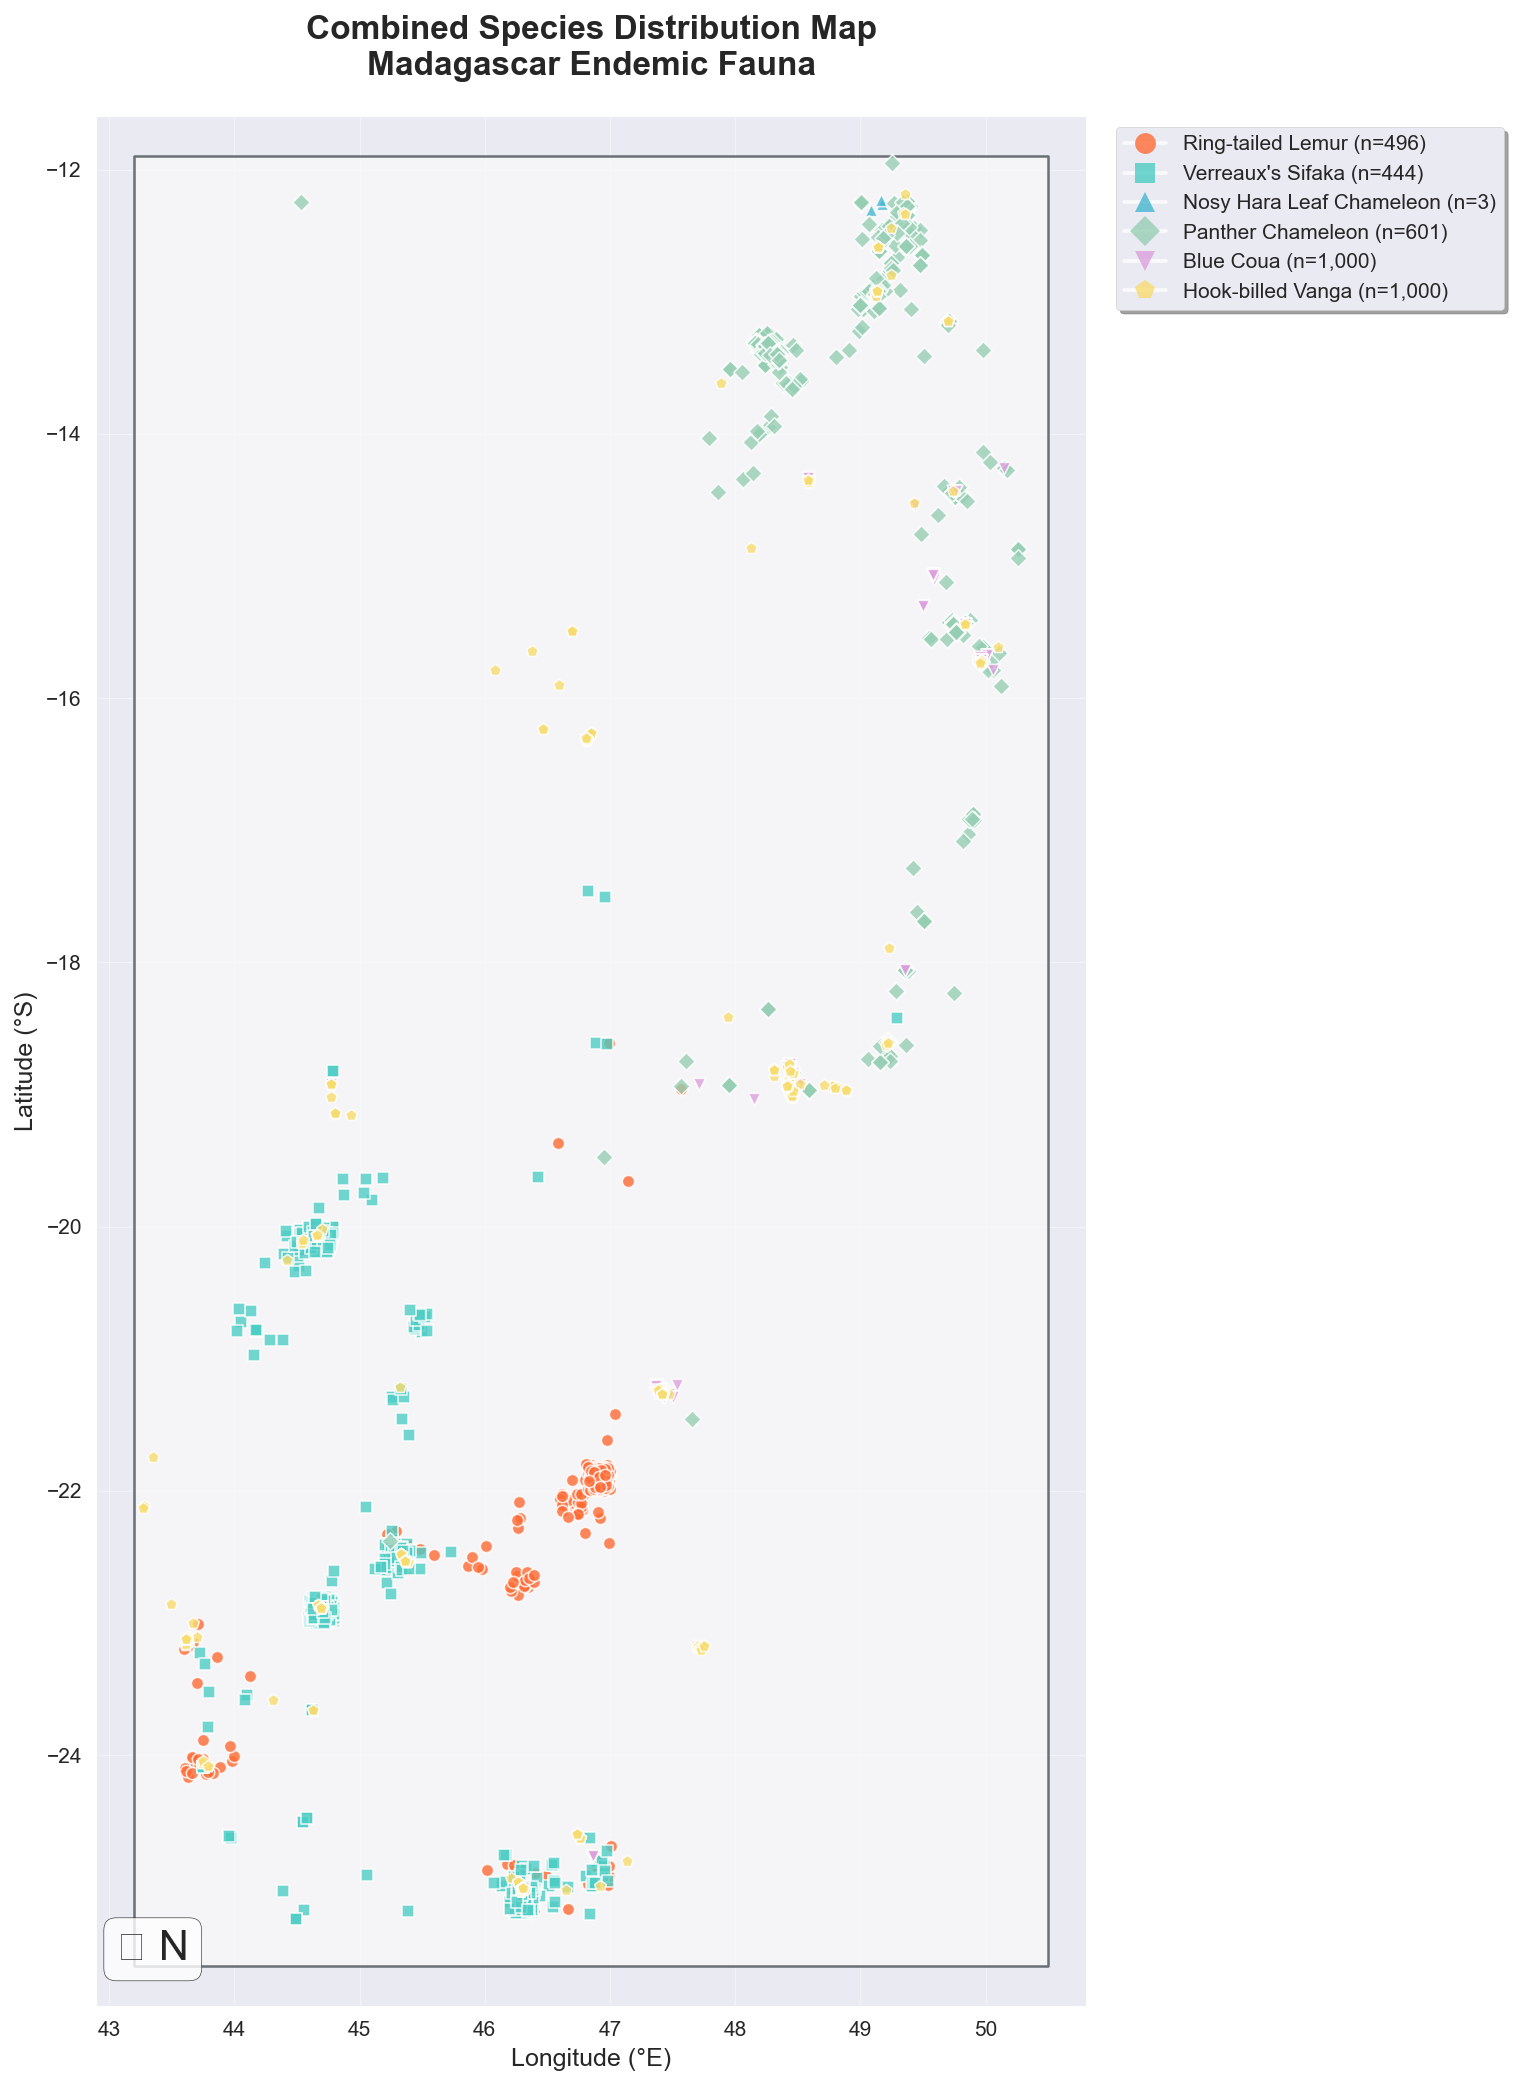 Combined Species Distribution Map
Madagascar Endemic Fauna
Ring-tailed Lemur (n=496)
Verreaux's Sifaka (n=444)
Nosy Hara Leaf Chameleon (n=3)
Panther Chameleon (n=601)
Blue Coua (n=1,000)
Hook-billed Vanga (n=1,000)
−12
−14
−16
−18
−20
−22
−24
Latitude (°S)
N
43 44 45 46 47 48 49 50
Longitude (°E)